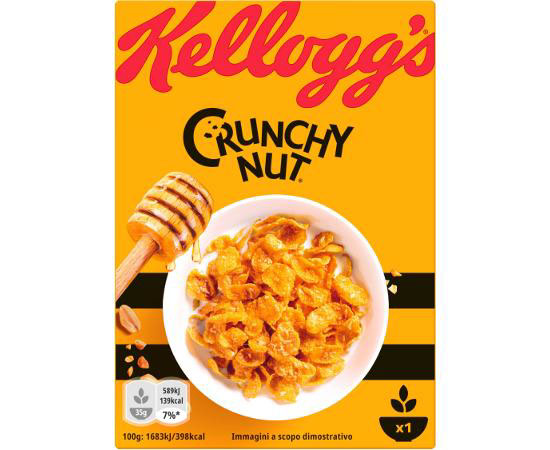 Kellogg's®
CRUNCHY
NUT®
35g
589kJ
139kcal
7%*
100g: 1683kJ/398kcal
Immagini a scopo dimostrativo
x1